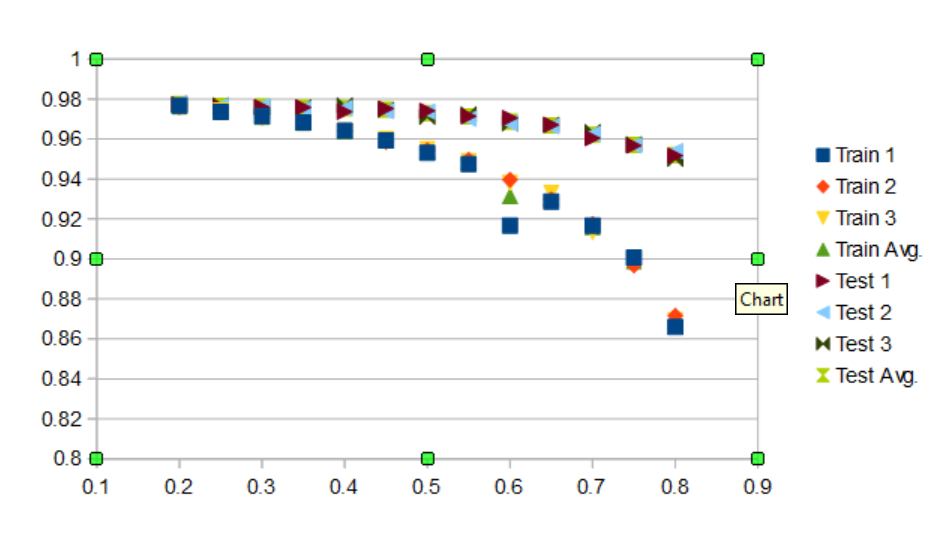 1
0.98
0.96
0.94
0.92
0.9
0.88
0.86
0.84
0.82
0.8
0.1 0.2 0.3 0.4 0.5 0.6 0.7 0.8 0.9
Chart
Train 1
Train 2
Train 3
Train Avg.
Test 1
Test 2
Test 3
Test Avg.